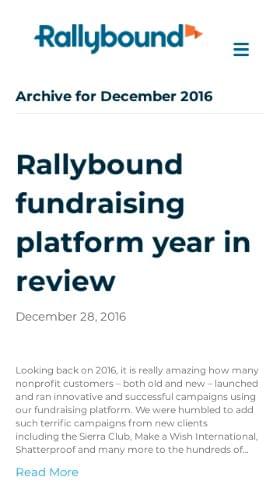 Rallybound
Archive for December 2016
Rallybound
fundraising
platform year in
review
December 28, 2016
Looking back on 2016, it is really amazing how many
nonprofit customers – both old and new – launched
and ran innovative and successful campaigns using
our fundraising platform. We were humbled to add
such terrific campaigns from new clients
including the Sierra Club, Make a Wish International,
Shatterproof and many more to the hundreds of...
Read More